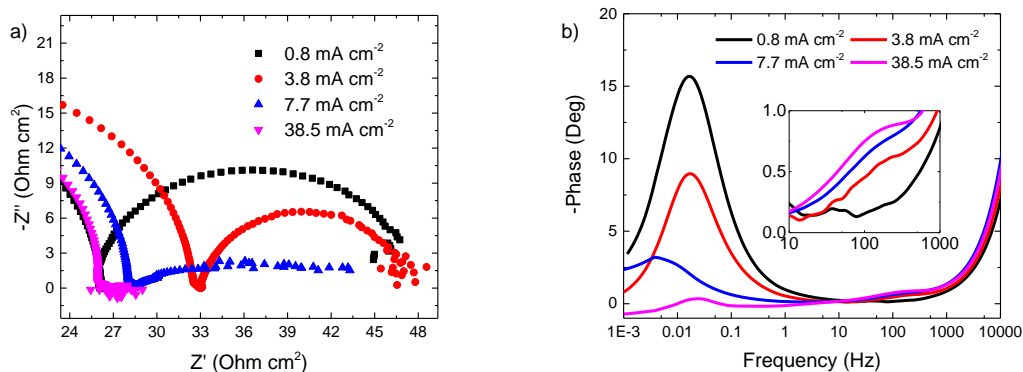 a)
21
18
15
12
9
6
3
0
-Z'' (Ohm cm²)
24 27 30 33 36 39 42 45 48
Z' (Ohm cm²)
0.8 mA cm⁻²
3.8 mA cm⁻²
7.7 mA cm⁻²
38.5 mA cm⁻²
b)
20
15
10
5
0
-Phase (Deg)
1E-3 0.01 0.1 1 10 100 1000 10000
Frequency (Hz)
0.8 mA cm⁻² 3.8 mA cm⁻²
7.7 mA cm⁻² 38.5 mA cm⁻²
1.0
0.5
0.0
10 100 1000